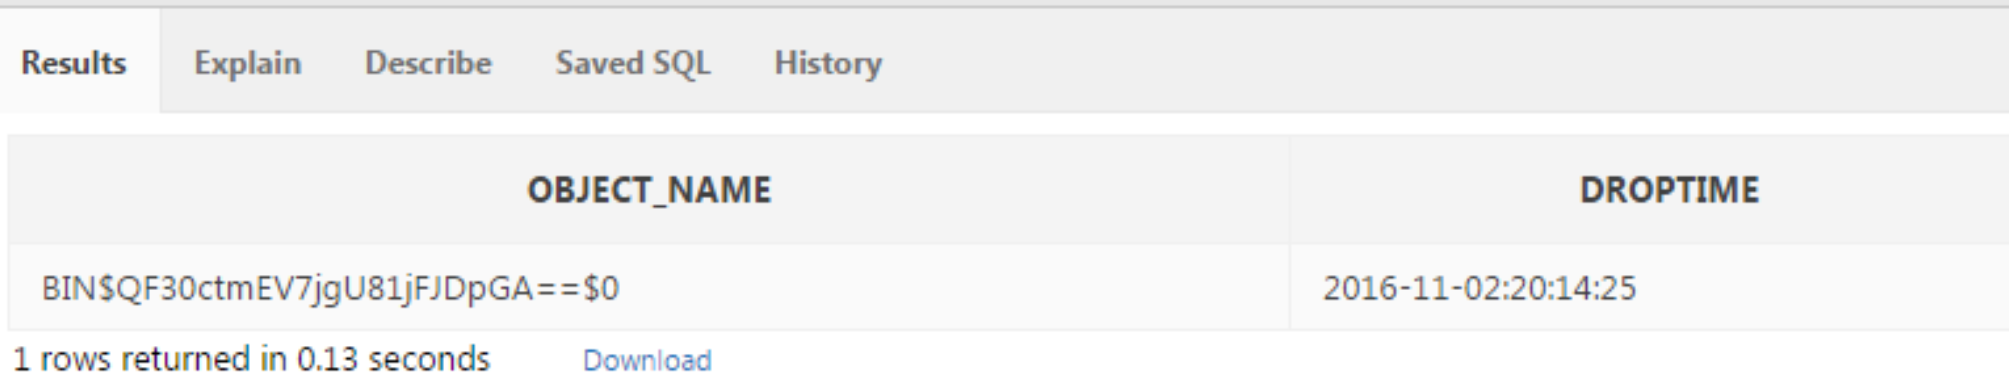 Results Explain Describe Saved SQL History
OBJECT_NAME DROPTIME
BIN$QF30ctmEV7jgU81jFJDpGA==$0 2016-11-02:20:14:25
1 rows returned in 0.13 seconds Download